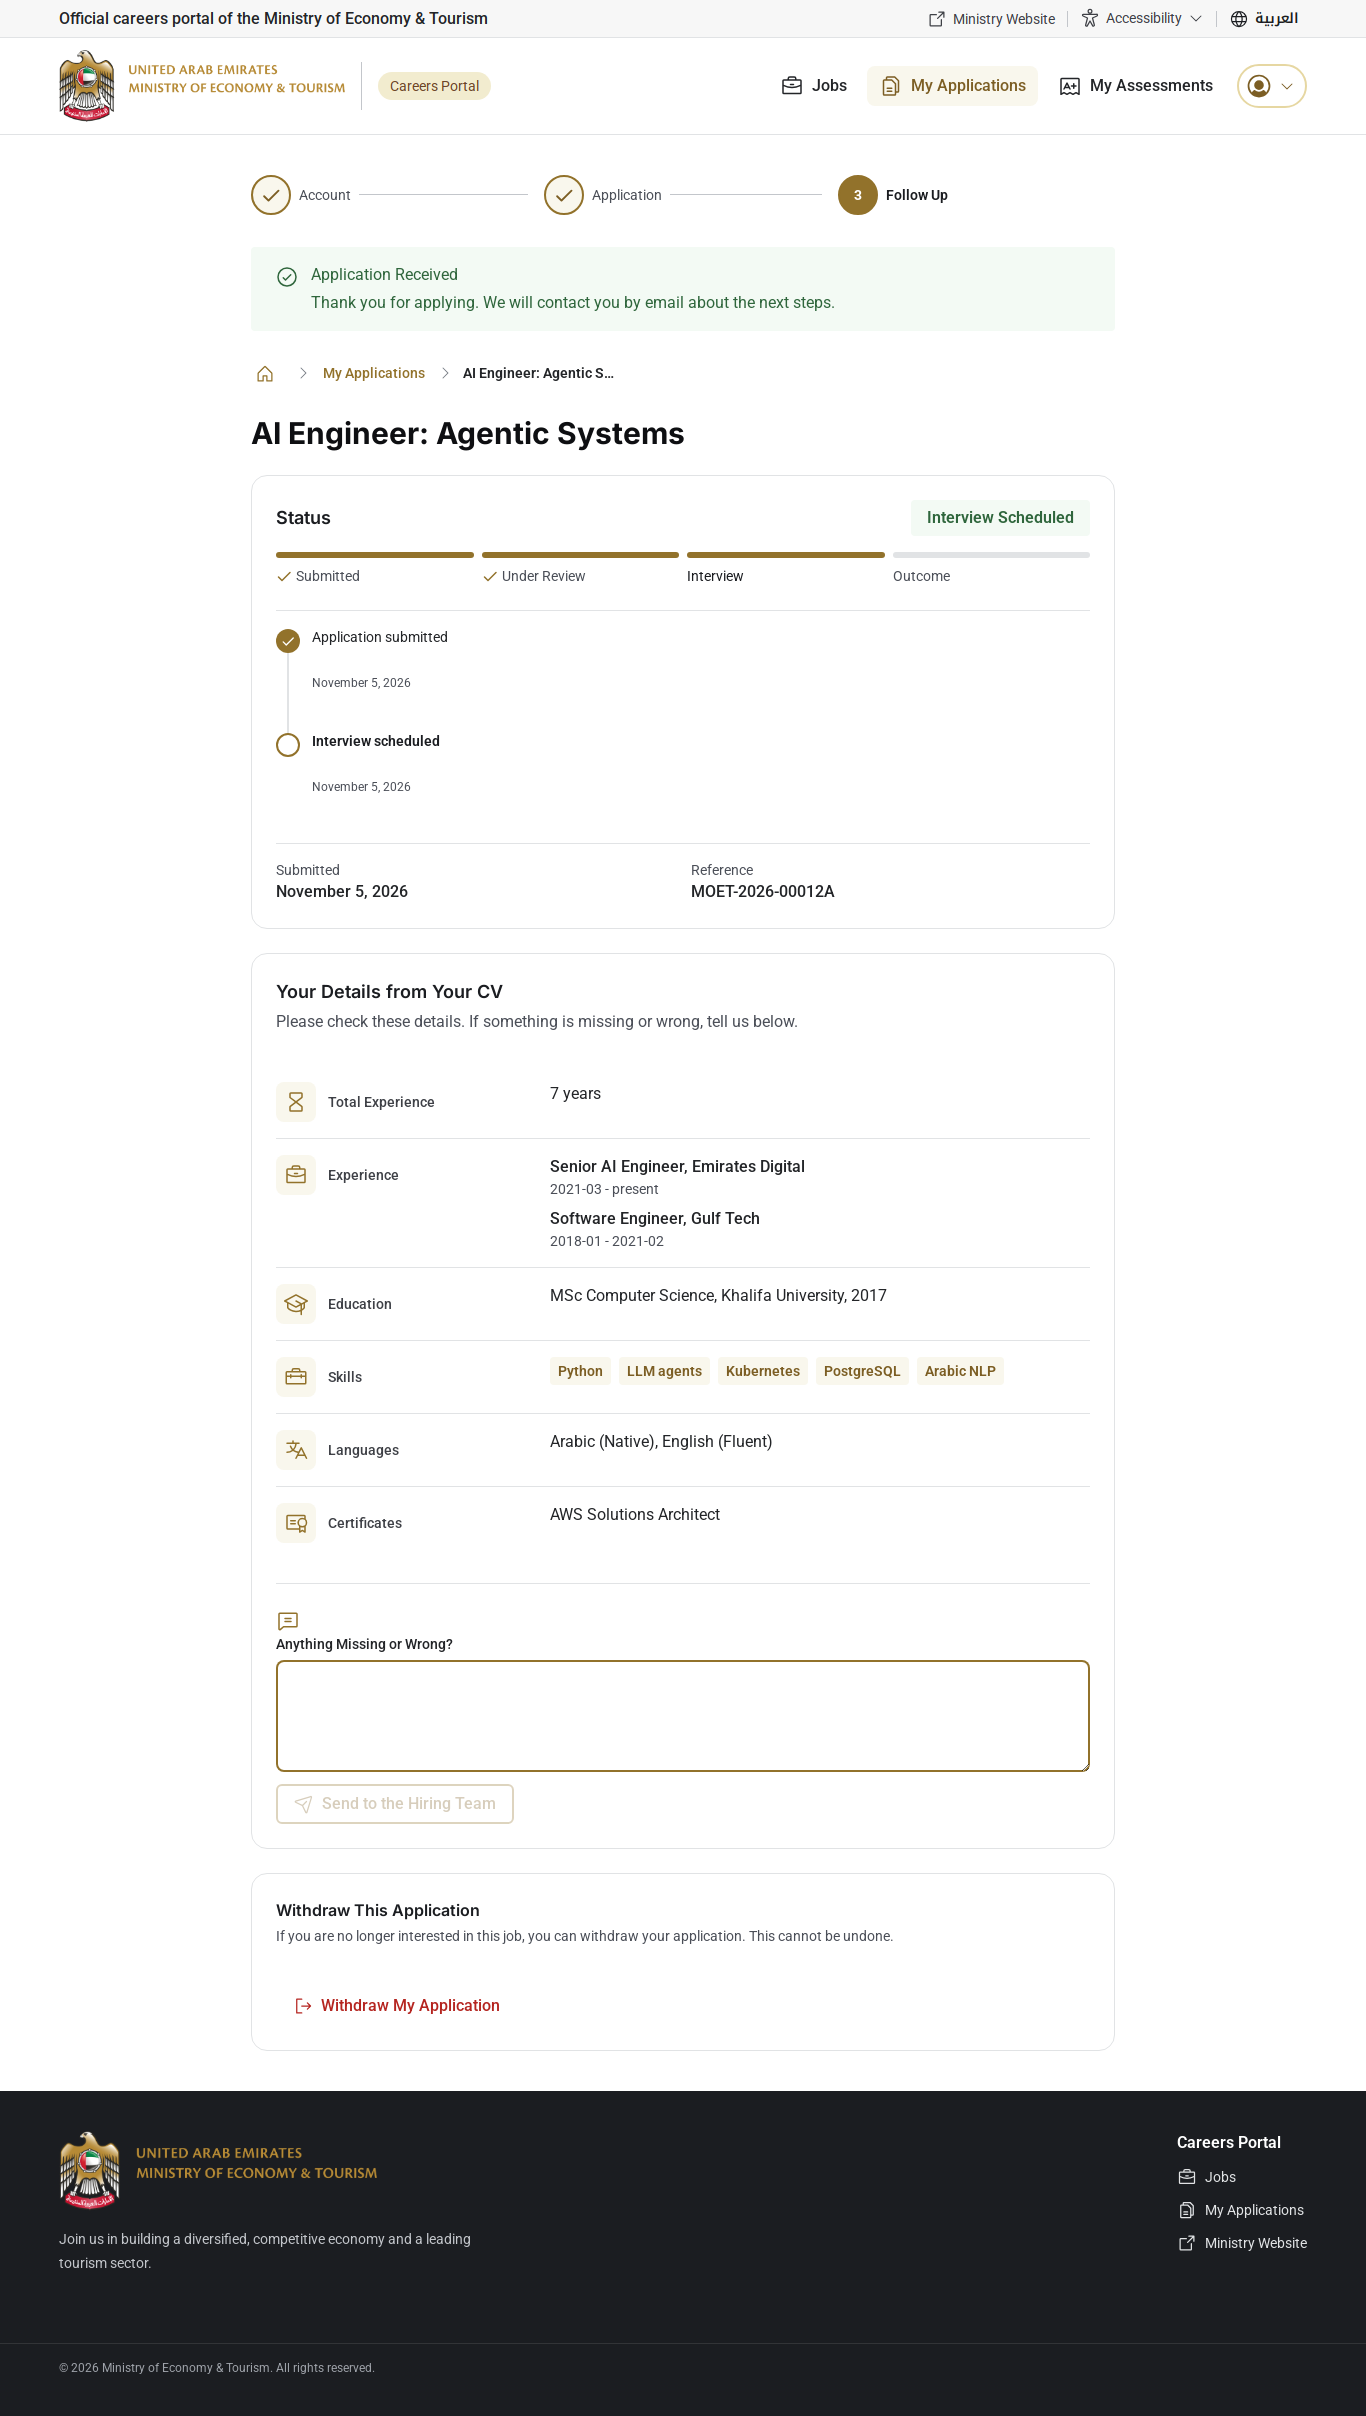 Official careers portal of the Ministry of Economy & Tourism
Ministry Website
Accessibility
العربية
UNITED ARAB EMIRATES
MINISTRY OF ECONOMY & TOURISM
Careers Portal
Jobs
My Applications
My Assessments
Account
Application
3
Follow Up
Application Received
Thank you for applying. We will contact you by email about the next steps.
My Applications
AI Engineer: Agentic S...
AI Engineer: Agentic Systems
Status
Interview Scheduled
Submitted
Under Review
Interview
Outcome
Application submitted
November 5, 2026
Interview scheduled
November 5, 2026
Submitted
Reference
November 5, 2026
MOET-2026-00012A
Your Details from Your CV
Please check these details. If something is missing or wrong, tell us below.
Total Experience
7 years
Experience
Senior AI Engineer, Emirates Digital
2021-03 - present
Software Engineer, Gulf Tech
2018-01 - 2021-02
Education
MSc Computer Science, Khalifa University, 2017
Skills
Python
LLM agents
Kubernetes
PostgreSQL
Arabic NLP
Languages
Arabic (Native), English (Fluent)
Certificates
AWS Solutions Architect
Anything Missing or Wrong?
Send to the Hiring Team
Withdraw This Application
If you are no longer interested in this job, you can withdraw your application. This cannot be undone.
Withdraw My Application
UNITED ARAB EMIRATES
MINISTRY OF ECONOMY & TOURISM
Join us in building a diversified, competitive economy and a leading
tourism sector.
Careers Portal
Jobs
My Applications
Ministry Website
© 2026 Ministry of Economy & Tourism. All rights reserved.